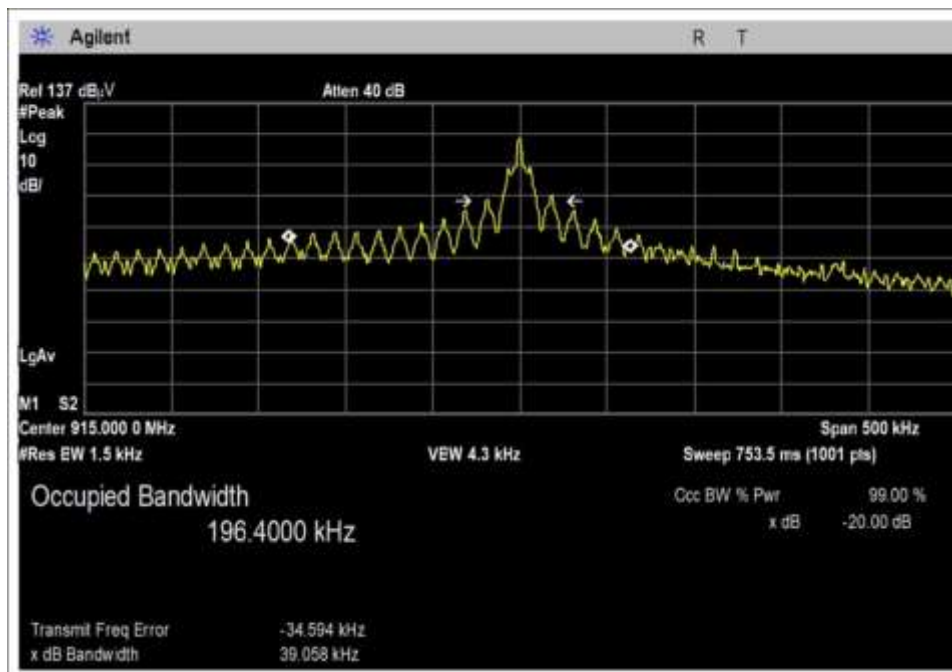 Agilent R T
Ref 137 dBµV Atten 40 dB
#Peak
Log
10
dB/
LgAv
M1 S2
Center 915.000 0 MHz Span 500 kHz
#Res EW 1.5 kHz VEW 4.3 kHz Sweep 753.5 ms (1001 pts)
Occupied Bandwidth Occ BW % Pwr 99.00 %
196.4000 kHz x dB -20.00 dB
Transmit Freq Error -34.594 kHz
x dB Bandwidth 39.058 kHz